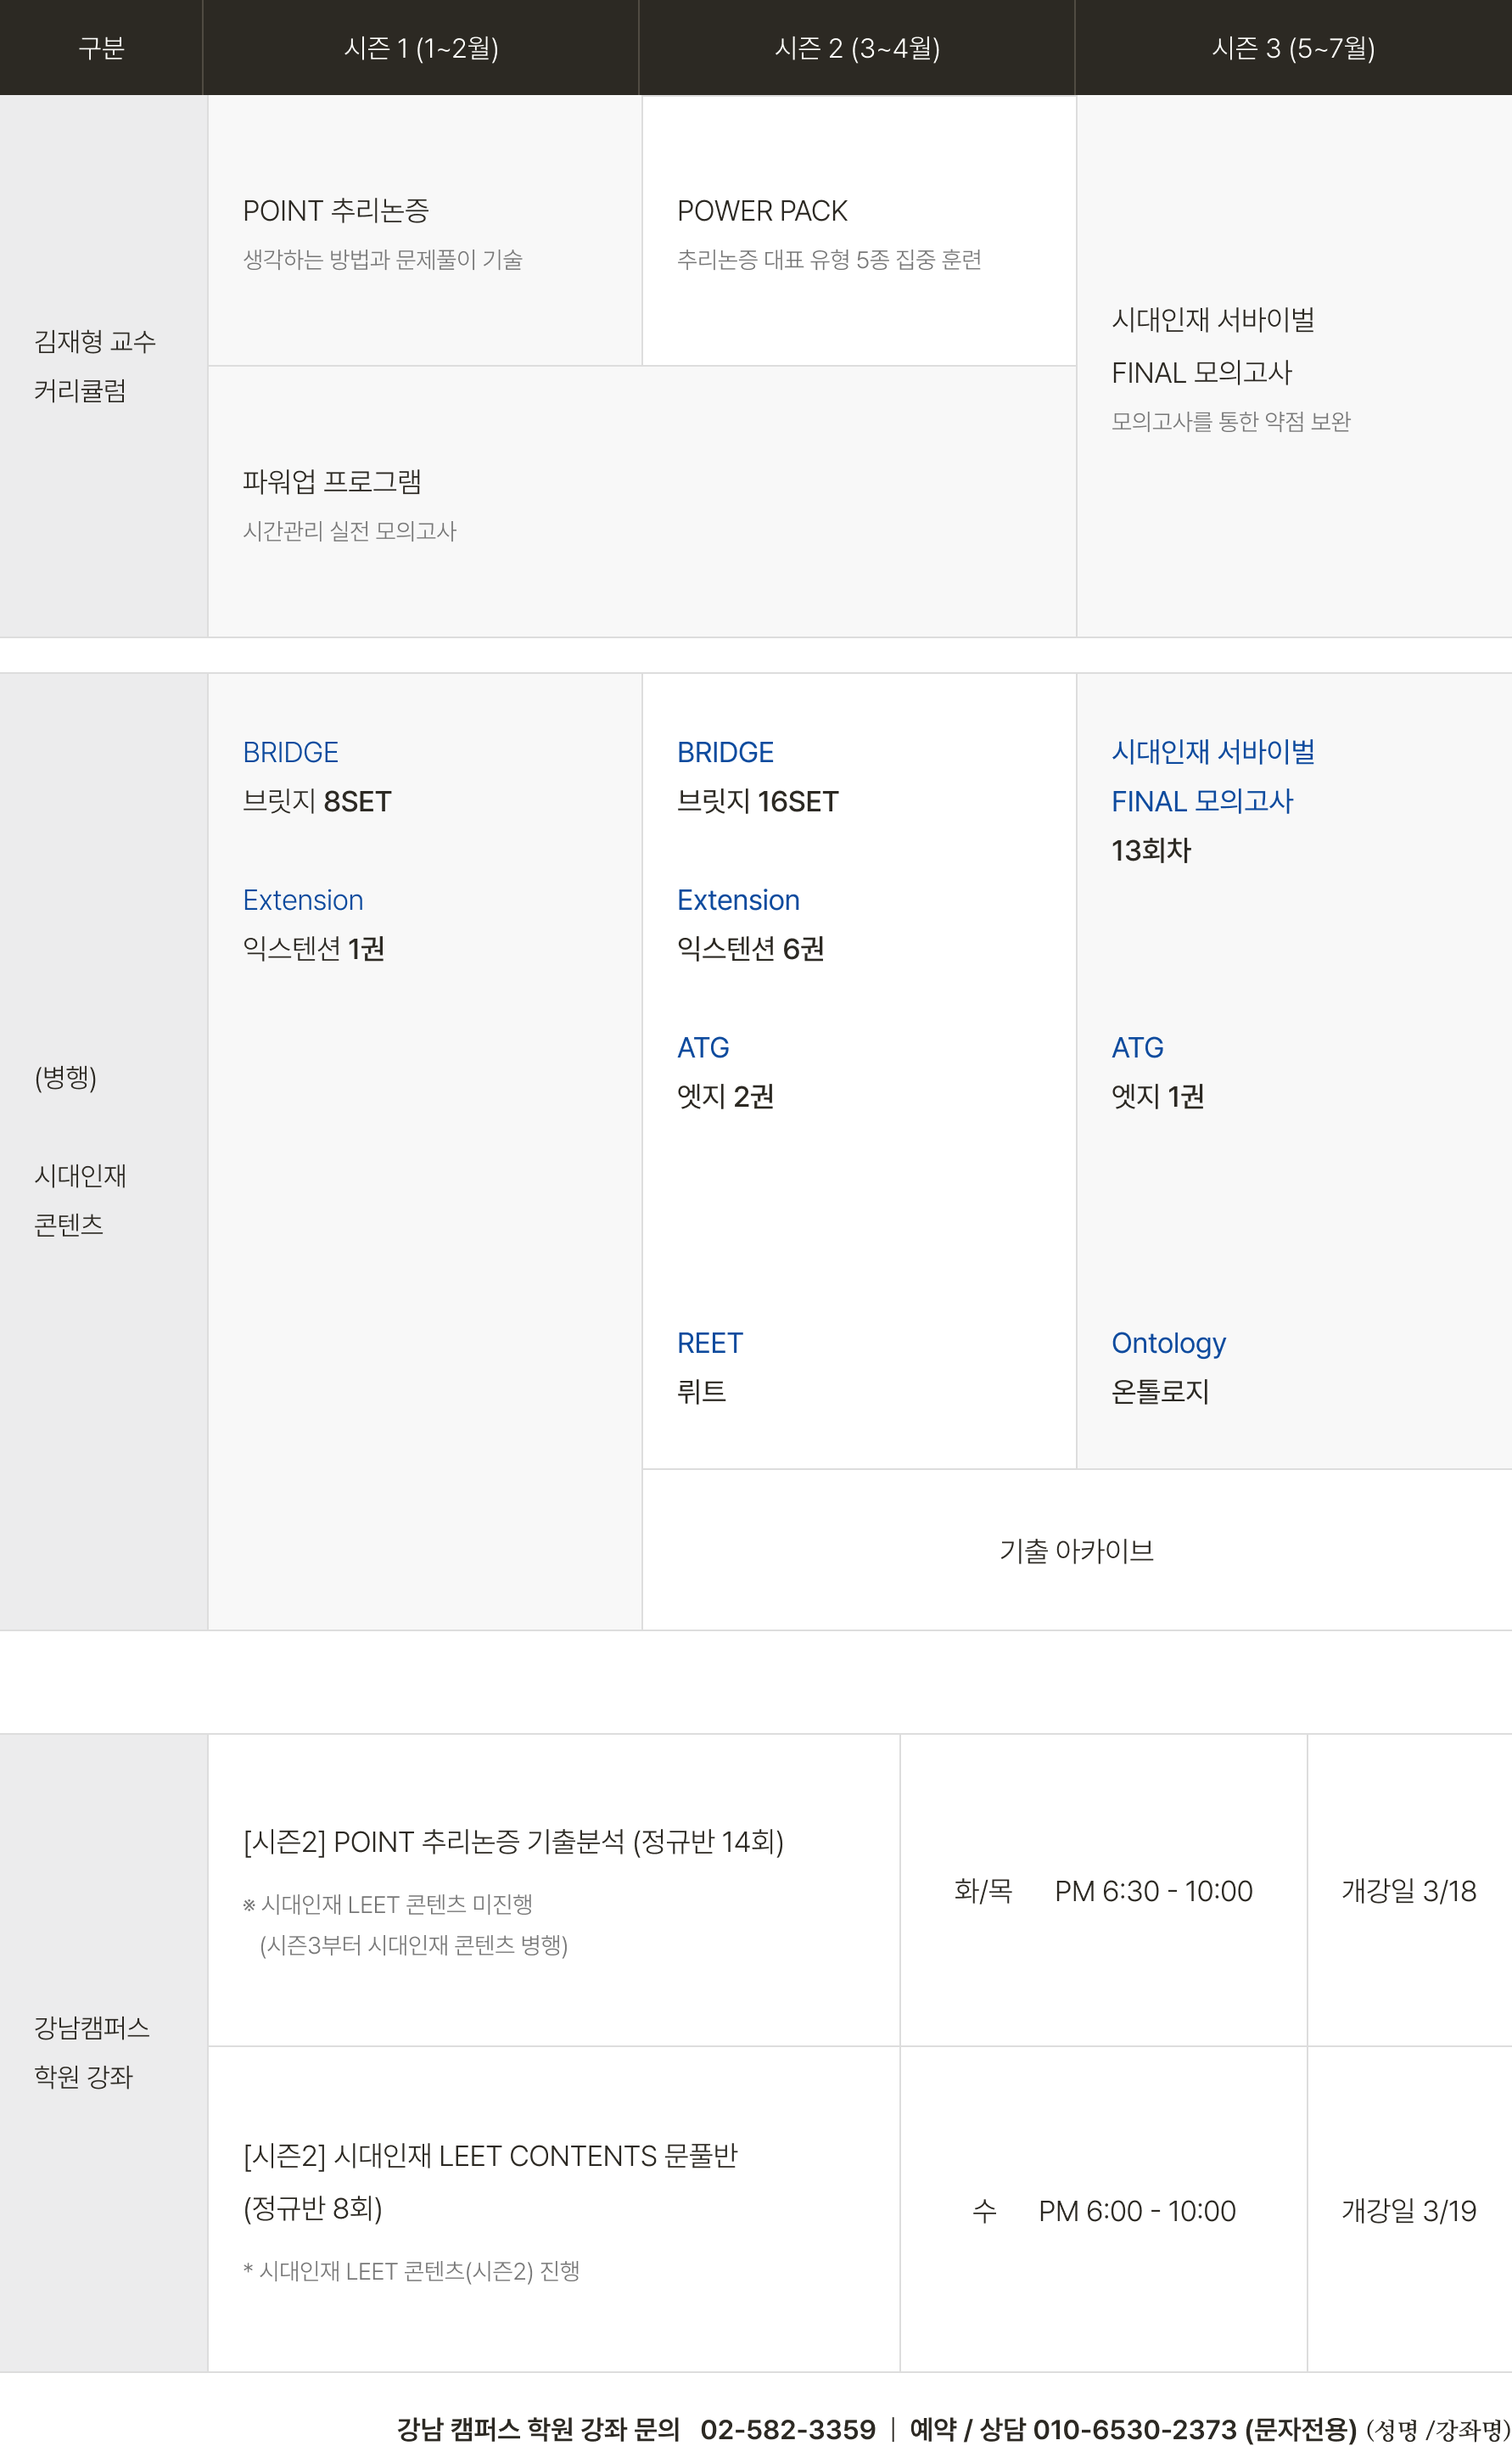 구분
시즌 1 (1~2월)
시즌 2 (3~4월)
시즌 3 (5~7월)
김재형 교수
커리큘럼
POINT 추리논증
생각하는 방법과 문제풀이 기술
POWER PACK
추리논증 대표 유형 5종 집중 훈련
파워업 프로그램
시간관리 실전 모의고사
시대인재 서바이벌
FINAL 모의고사
모의고사를 통한 약점 보완
(병행)
시대인재
콘텐츠
BRIDGE
브릿지 8SET
Extension
익스텐션 1권
BRIDGE
브릿지 16SET
Extension
익스텐션 6권
ATG
엣지 2권
REET
뤼트
시대인재 서바이벌
FINAL 모의고사
13회차
ATG
엣지 1권
Ontology
온톨로지
기출 아카이브
강남캠퍼스
학원 강좌
[시즌2] POINT 추리논증 기출분석 (정규반 14회)
※ 시대인재 LEET 콘텐츠 미진행
(시즌3부터 시대인재 콘텐츠 병행)
화/목 PM 6:30 - 10:00
개강일 3/18
[시즌2] 시대인재 LEET CONTENTS 문풀반
(정규반 8회)
* 시대인재 LEET 콘텐츠(시즌2) 진행
수 PM 6:00 - 10:00
개강일 3/19
강남 캠퍼스 학원 강좌 문의 02-582-3359 | 예약 / 상담 010-6530-2373 (문자전용) (성명 /강좌명)